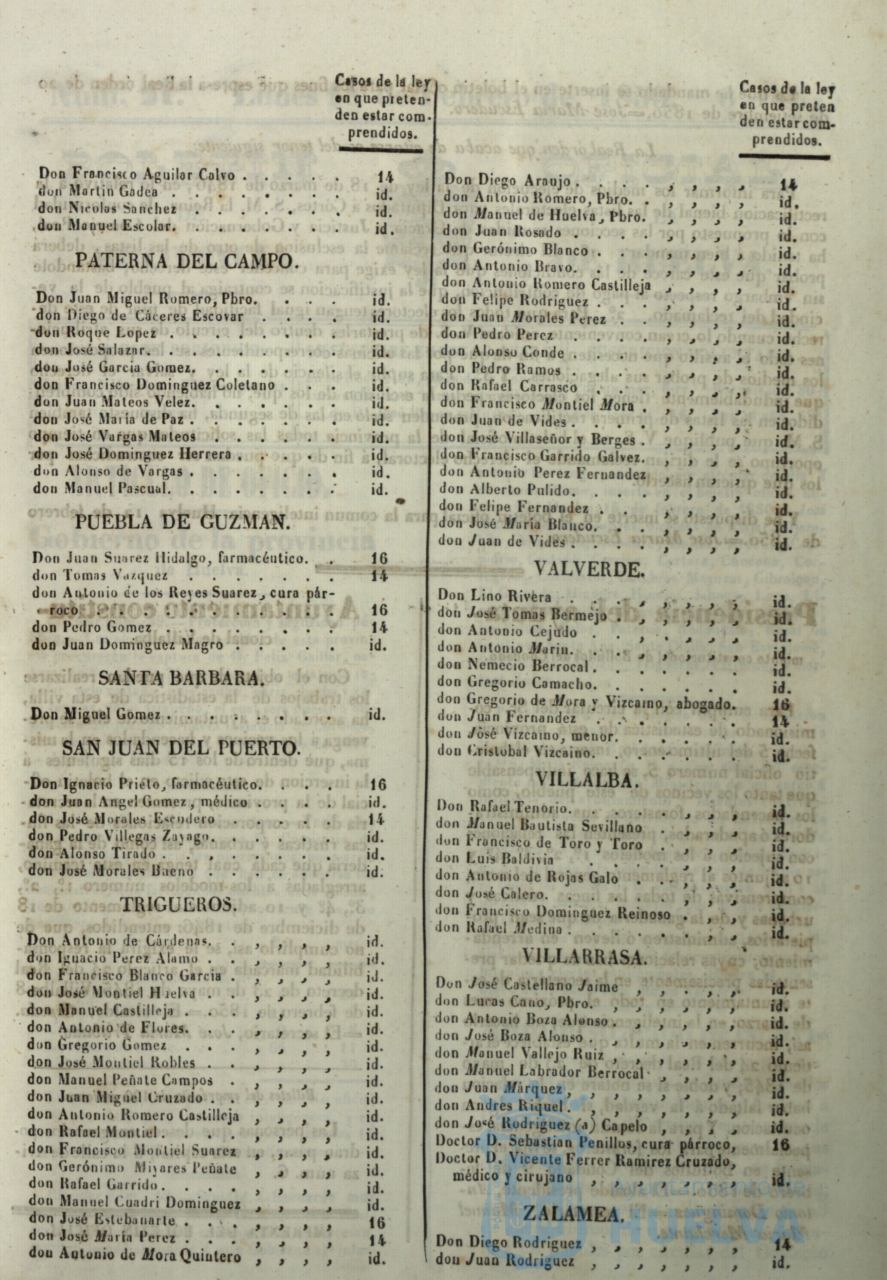 Casos de la ley
en que preten-
den estar com-
prendidos.
Don Francisco Aguilar Calvo . . . . . 14
don Martin Gadea . . . . . . . id.
don Nicolas Sanchez . . . . . . . id.
don Manuel Escolar. . . . . . . . id.
PATERNA DEL CAMPO.
Don Juan Miguel Romero, Pbro. . . . id.
don Diego de Cáceres Escovar . . . . id.
don Roque Lopez . . . . . . . . id.
don José Salazar. . . . . . . . . id.
don José Garcia Gomez. . . . . . . id.
don Francisco Dominguez Coletano . . . id.
don Juan Mateos Velez. . . . . . . id.
don José Maria de Paz . . . . . . . id.
don José Vargas Mateos . . . . . . id.
don José Dominguez Herrera . . . . . id.
don Alonso de Vargas . . . . . . . id.
don Manuel Pascual. . . . . . . . id.
PUEBLA DE GUZMAN.
Don Juan Suarez Hidalgo, farmacéutico. . 16
don Tomas Vazquez . . . . . . . 14
don Antonio de los Reyes Suarez, cura pár-
roco . . . . . . . . . . 16
don Pedro Gomez . . . . . . . . 14
don Juan Dominguez Magro . . . . . id.
SANTA BARBARA.
Don Miguel Gomez . . . . . . . . id.
SAN JUAN DEL PUERTO.
Don Ignacio Prieto, farmacéutico. . . . 16
don Juan Angel Gomez, médico . . . . id.
don José Morales Escudero . . . . . 14
don Pedro Villegas Zayago. . . . . . id.
don Alonso Tirado . . . . . . . . id.
don José Morales Baeno . . . . . . id.
TRIGUEROS.
Don Antonio de Cárdenas. . , , , , id.
don Ignacio Perez Alamo . . , , , , id.
don Francisco Blanco Garcia . , , , , id.
don José Montiel Huelva . . , , , , id.
don Manuel Castilleja . . . , , , , id.
don Antonio de Flores. . . , , , , id.
don Gregorio Gomez . . . , , , , id.
don José Montiel Robles . . , , , , id.
don Manuel Peñate Campos . , , , , id.
don Juan Miguel Cruzado . . , , , , id.
don Antonio Romero Castilleja , , , , id.
don Rafael Montiel . . . . , , , , id.
don Francisco Montiel Suarez , , , , id.
don Gerónimo Mivares Peñate , , , , id.
don Rafael Garrido. . . . , , , , id.
don Manuel Cuadri Dominguez , , , , id.
don José Estebanarte . . . , , , , 16
don José Maria Perez . . . , , , , 14
don Antonio de Mora Quintero , , , , id.
Casos de la ley
en que preten
den estar com-
prendidos.
Don Diego Araujo . . . . , , , , 14
don Antonio Romero, Pbro. . , , , , id.
don Manuel de Huelva, Pbro. , , , , id.
don Juan Rosado . . . . , , , , id.
don Gerónimo Blanco . . . , , , , id.
don Antonio Bravo. . . . , , , , id.
don Antonio Romero Castilleja , , , , id.
don Felipe Rodriguez . . . , , , , id.
don Juan Morales Perez . . , , , , id.
don Pedro Perez . . . . , , , , id.
don Alonso Conde . . . . , , , , id.
don Pedro Ramos . . . . , , , , id.
don Rafael Carrasco . . . , , , , id.
don Francisco Montiel Mora . , , , , id.
don Juan de Vides . . . . , , , , id.
don José Villaseñor y Berges . , , , , id.
don Francisco Garrido Galvez. , , , , id.
don Antonio Perez Fernandez , , , , id.
don Alberto Pulido. . . . , , , , id.
don Felipe Fernandez . . . , , , , id.
don José Maria Blanco. . . , , , , id.
don Juan de Vides . . . . , , , , id.
VALVERDE.
Don Lino Rivera . . . , , , , , id.
don José Tomas Bermejo . , , , , , id.
don Antonio Cejudo . . , . , , , id.
don Antonio Marin. . . , , , , , id.
don Nemecio Berrocal . . . . . . . id.
don Gregorio Camacho. . . . . . . id.
don Gregorio de Mora y Vizcaino, abogado. 16
don Juan Fernandez . . . . . . . 14
don José Vizcaino, menor. . . . . . id.
don Cristobal Vizcaino. . . . . . . id.
VILLALBA.
Don Rafael Tenorio. . . . . , , , id.
don Manuel Bautista Sevillano . , , , , id.
don Francisco de Toro y Toro . , , , , id.
don Luis Baldivia . . . . , , , id.
don Antonio de Rojas Galo . . , , , id.
don José Calero. . . . . . , , , id.
don Francisco Dominguez Reinoso . , , , id.
don Rafael Medina . . . . . . , , id.
VILLARRASA.
Don José Castellano Jaime , , , , , , id.
don Lucas Cano, Pbro. , , , , , , id.
don Antonio Boza Alonso . , , , , , id.
don José Boza Alonso . , , , , , , id.
don Manuel Vallejo Ruiz , , , , , , id.
don Manuel Labrador Berrocal , , , , , id.
don Juan Márquez , , , , , , , id.
don Andres Riquel . , , , , , , id.
don José Rodriguez (a) Capelo , , , , id.
Doctor D. Sebastian Penillos, cura párroco, 16
Doctor D. Vicente Ferrer Ramirez Cruzado,
médico y cirujano , , , , , , id.
ZALAMEA.
Don Diego Rodriguez , , , , , , 14
don Juan Rodriguez , , , , , , id.
HUELVA